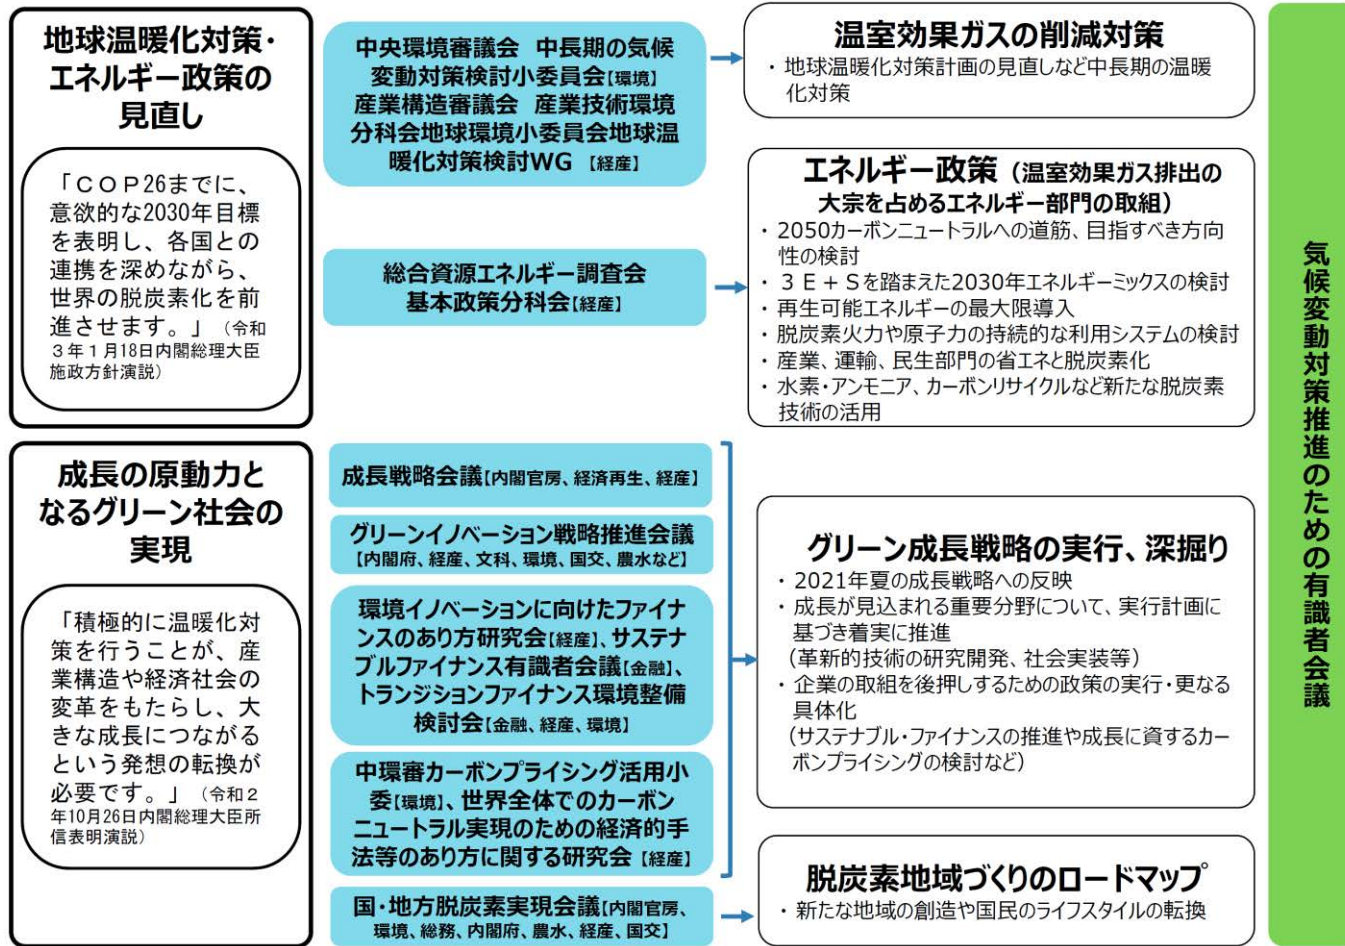 地球温暖化対策・
エネルギー政策の
見直し
「ＣＯＰ26までに、
意欲的な2030年目標
を表明し、各国との
連携を深めながら、
世界の脱炭素化を前
進させます。」（令和
３年１月18日内閣総理大臣
施政方針演説）
中央環境審議会　中長期の気候
変動対策検討小委員会【環境】
産業構造審議会　産業技術環境
分科会地球環境小委員会地球温
暖化対策検討WG 【経産】
総合資源エネルギー調査会
基本政策分科会【経産】
温室効果ガスの削減対策
・地球温暖化対策計画の見直しなど中長期の温暖
化対策
エネルギー政策（温室効果ガス排出の
大宗を占めるエネルギー部門の取組）
・2050カーボンニュートラルへの道筋、目指すべき方向
性の検討
・３Ｅ＋Ｓを踏まえた2030年エネルギーミックスの検討
・再生可能エネルギーの最大限導入
・脱炭素火力や原子力の持続的な利用システムの検討
・産業、運輸、民生部門の省エネと脱炭素化
・水素・アンモニア、カーボンリサイクルなど新たな脱炭素
技術の活用
成長の原動力と
なるグリーン社会の
実現
「積極的に温暖化対
策を行うことが、産
業構造や経済社会の
変革をもたらし、大
きな成長につながる
という発想の転換が
必要です。」（令和２
年10月26日内閣総理大臣所
信表明演説）
成長戦略会議【内閣官房、経済再生、経産】
グリーンイノベーション戦略推進会議
【内閣府、経産、文科、環境、国交、農水など】
環境イノベーションに向けたファイナ
ンスのあり方研究会【経産】、サステナ
ブルファイナンス有識者会議【金融】、
トランジションファイナンス環境整備
検討会【金融、経産、環境】
中環審カーボンプライシング活用小
委【環境】、世界全体でのカーボン
ニュートラル実現のための経済的手
法等のあり方に関する研究会【経産】
国・地方脱炭素実現会議【内閣官房、
環境、総務、内閣府、農水、経産、国交】
グリーン成長戦略の実行、深掘り
・2021年夏の成長戦略への反映
・成長が見込まれる重要分野について、実行計画に
基づき着実に推進
（革新的技術の研究開発、社会実装等）
・企業の取組を後押しするための政策の実行・更なる
具体化
（サステナブル・ファイナンスの推進や成長に資するカー
ボンプライシングの検討など）
脱炭素地域づくりのロードマップ
・新たな地域の創造や国民のライフスタイルの転換
気候変動対策推進のための有識者会議